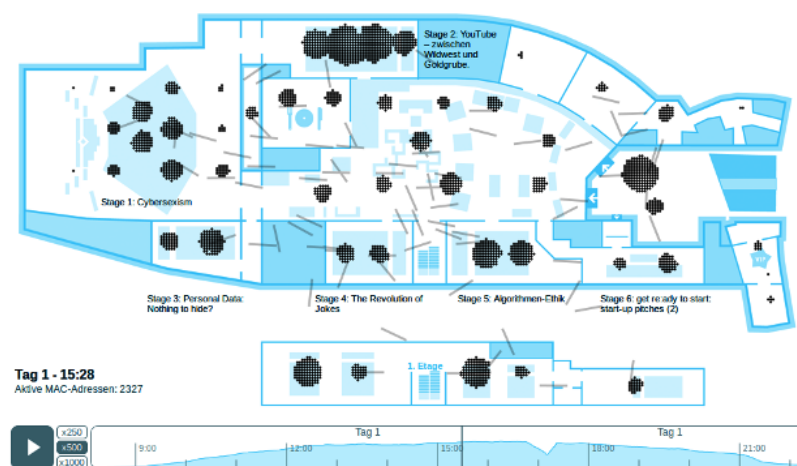 Stage 2: YouTube
– zwischen
Wildwest und
Goldgrube.
Stage 1: Cybersexism
Stage 3: Personal Data:
Nothing to hide?
Stage 4: The Revolution of
Jokes
Stage 5: Algorithmen-Ethik
Stage 6: get ready to start:
start-up pitches (2)
1. Etage
Tag 1 - 15:28
Aktive MAC-Adressen: 2327
x250
x500
x1000
Tag 1
Tag 1
9:00
12:00
15:00
18:00
21:00